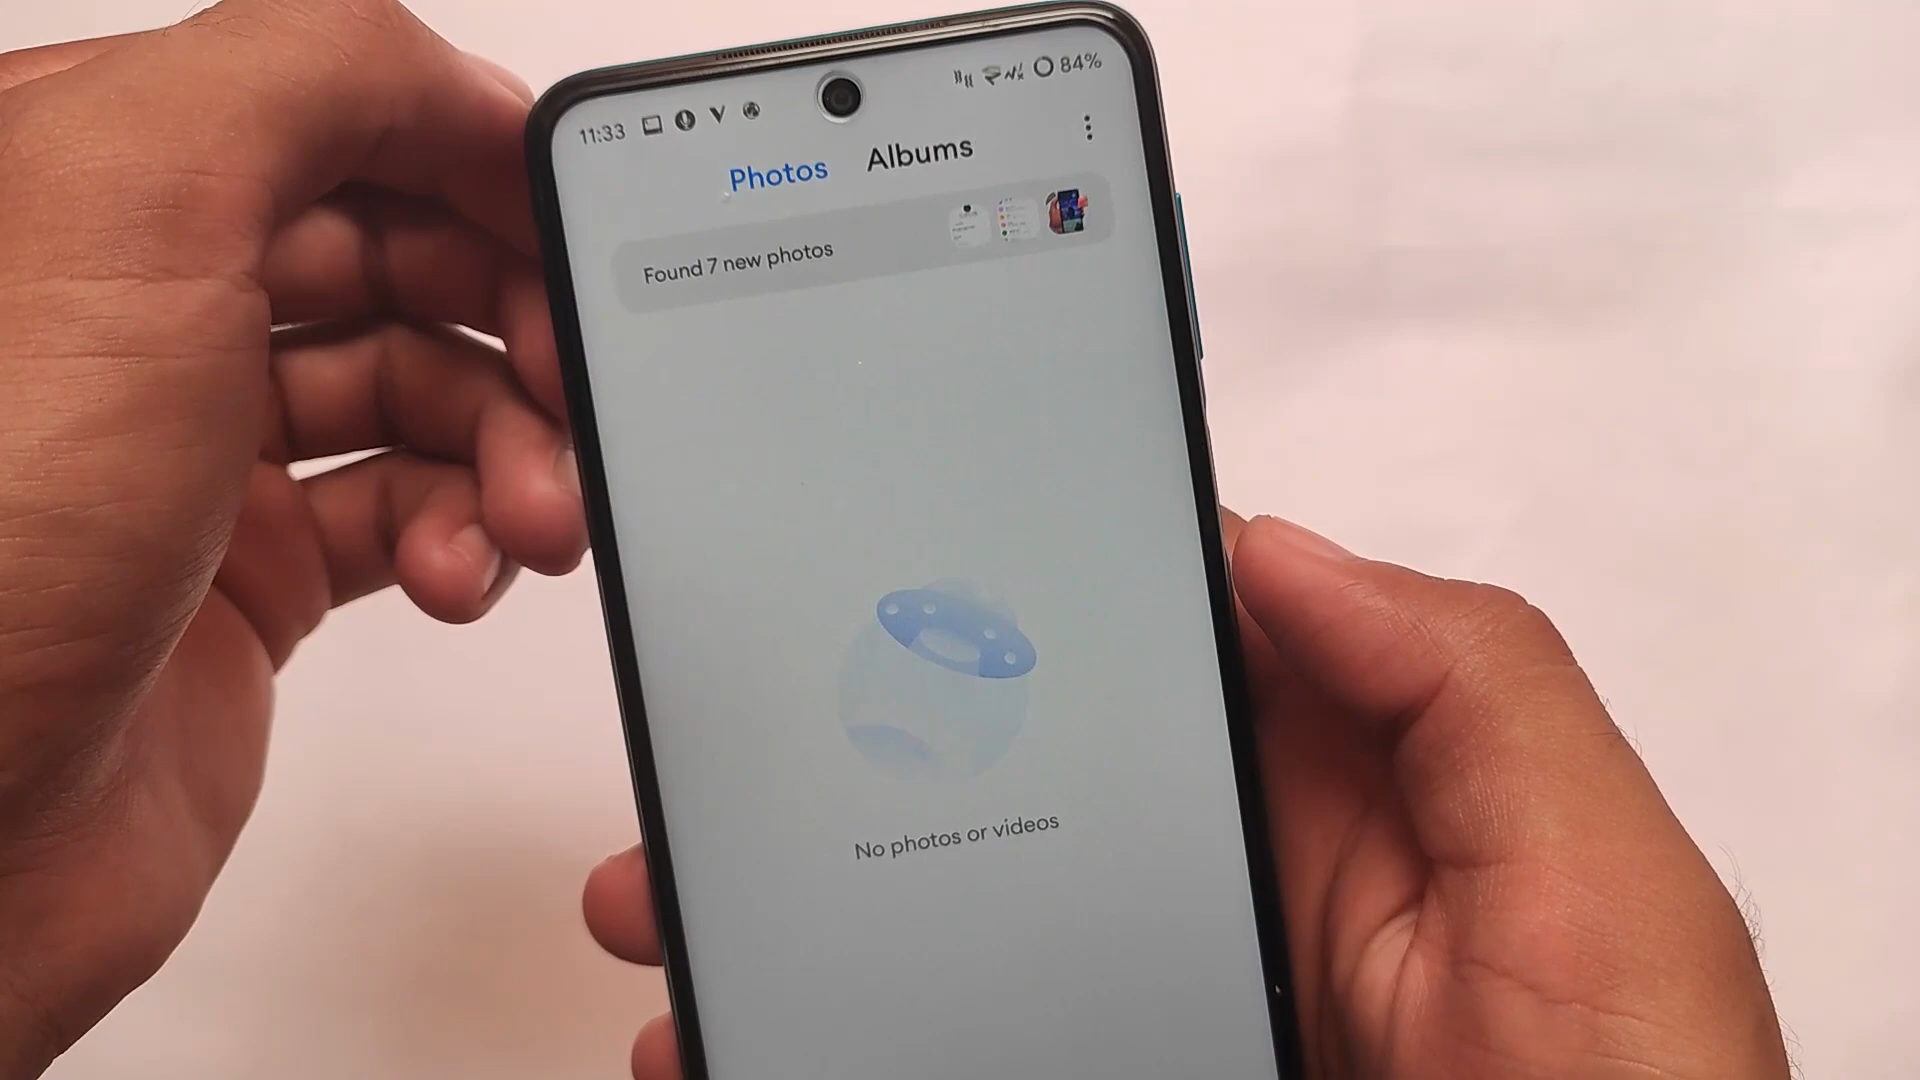 11:33
84%
Photos Albums
Found 7 new photos
No photos or videos